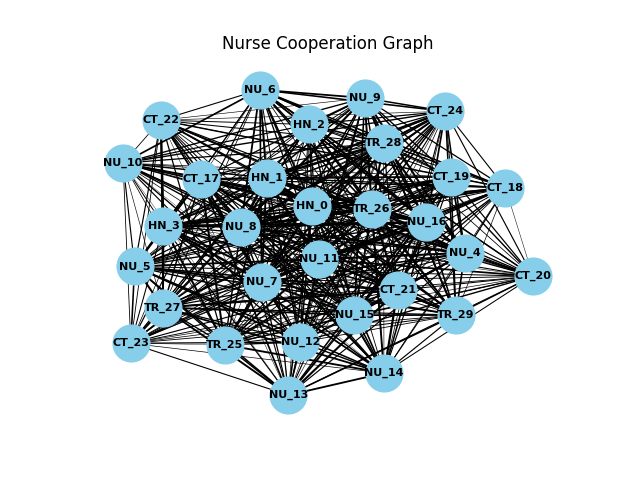 Nurse Cooperation Graph
NU_6
NU_9
CT_24
CT_22
HN_2
TR_28
NU_10
CT_17
HN_1
CT_19
CT_18
HN_0
TR_26
NU_16
HN_3
NU_8
NU_4
NU_11
NU_5
CT_20
NU_7
CT_21
TR_27
NU_15
TR_29
CT_23
TR_25
NU_12
NU_14
NU_13